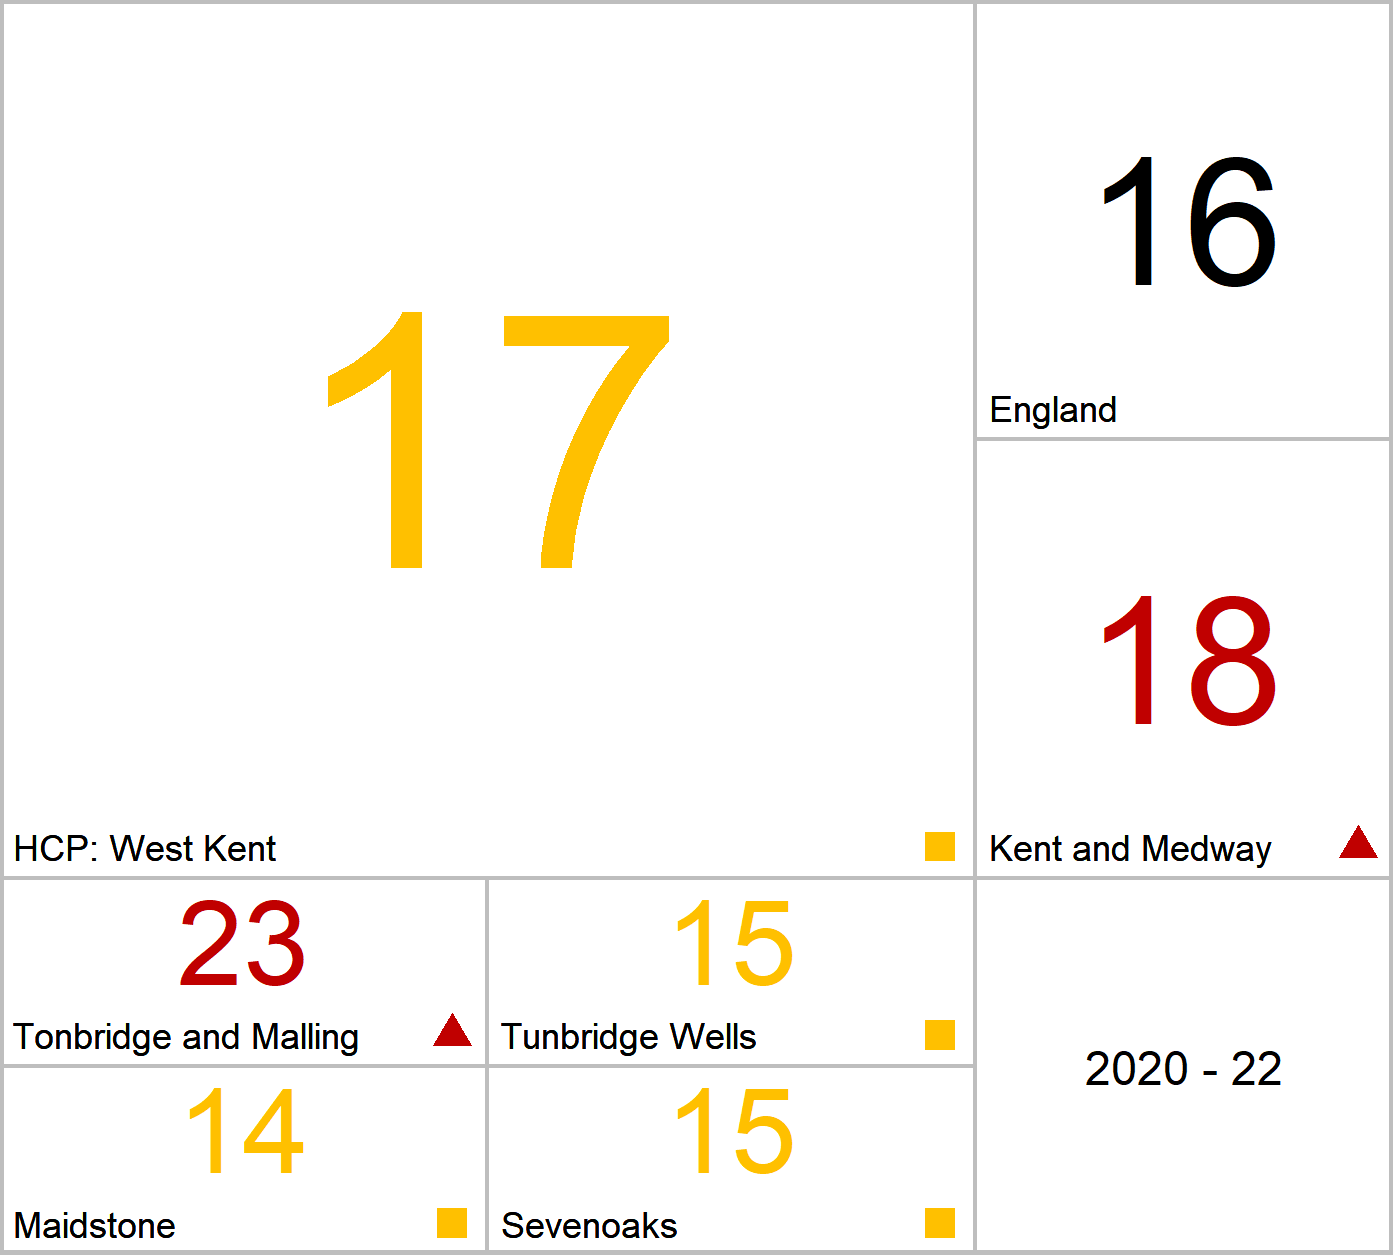 17
HCP: West Kent
16
England
18
Kent and Medway
23
Tonbridge and Malling
15
Tunbridge Wells
14
Maidstone
15
Sevenoaks
2020 - 22